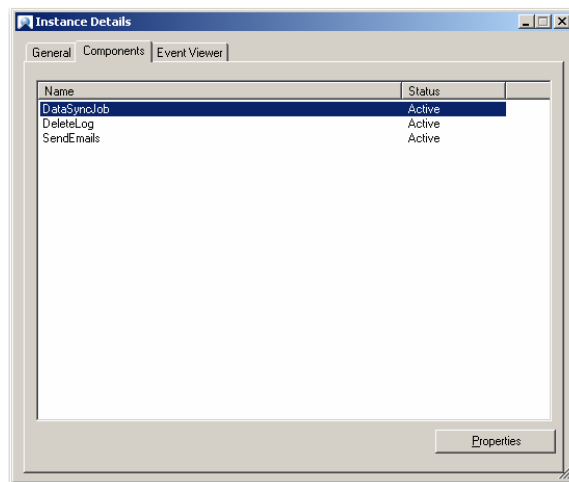 Instance Details
General Components Event Viewer
Name Status
DataSyncJob Active
DeleteLog Active
SendEmails Active
Properties